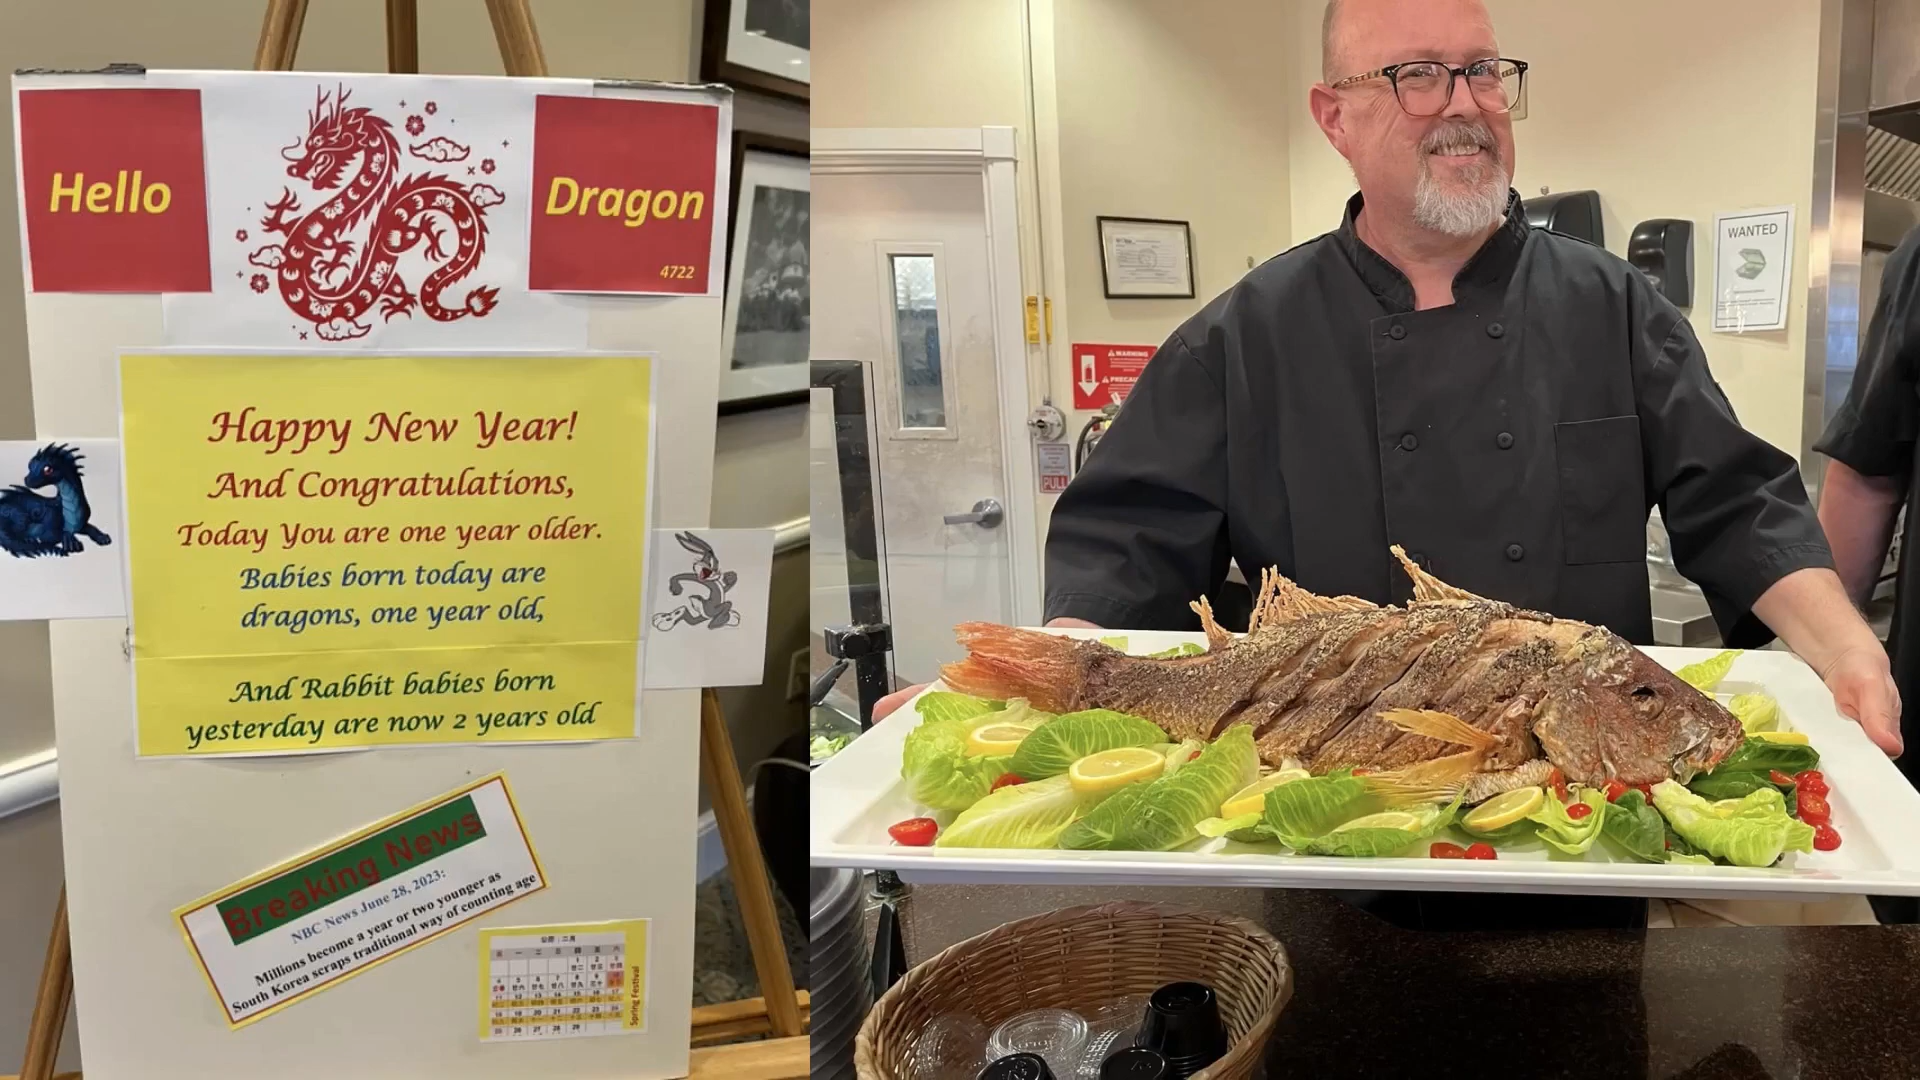 Hello
Dragon
4722
Happy New Year!
And Congratulations,
Today You are one year older.
Babies born today are
dragons, one year old,
And Rabbit babies born
yesterday are now 2 years old
Breaking News
NBC News June 28, 2023:
Millions become a year or two younger as
South Korea scraps traditional way of counting age
Spring Festival
WANTED
WARNING
PULL